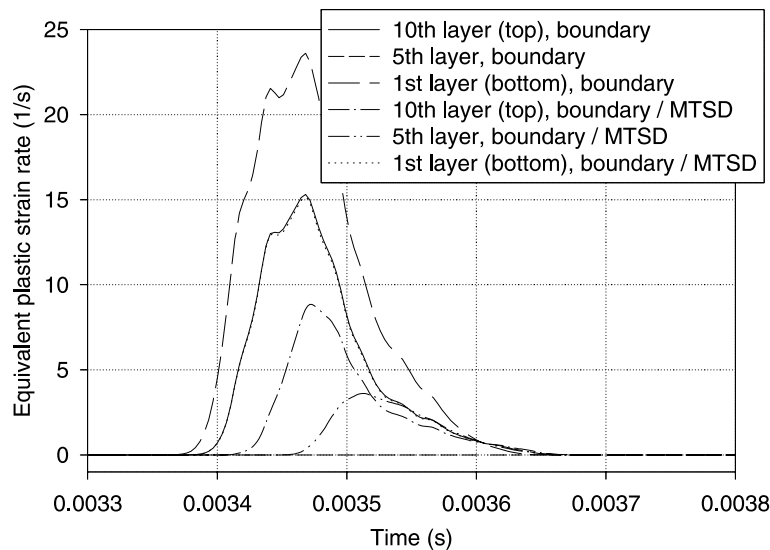 10th layer (top), boundary
5th layer, boundary
1st layer (bottom), boundary
10th layer (top), boundary / MTSD
5th layer, boundary / MTSD
1st layer (bottom), boundary / MTSD
Equivalent plastic strain rate (1/s)
25
20
15
10
5
0
0.0033 0.0034 0.0035 0.0036 0.0037 0.0038
Time (s)